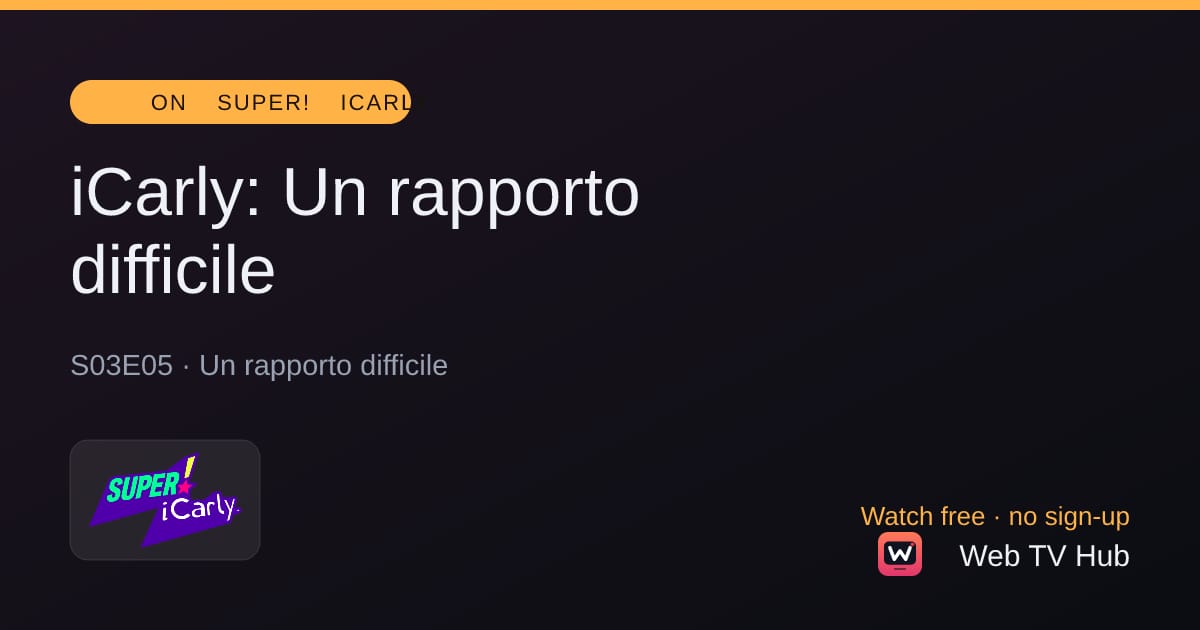 ON SUPER! ICARL
iCarly: Un rapporto
difficile
S03E05 · Un rapporto difficile
SUPER!
iCarly
Watch free · no sign-up
W
Web TV Hub